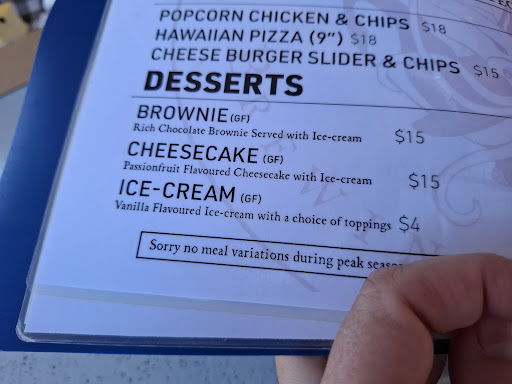 POPCORN CHICKEN & CHIPS $18
HAWAIIAN PIZZA (9") $18
CHEESE BURGER SLIDER & CHIPS $15
DESSERTS
BROWNIE (GF) $15
Rich Chocolate Brownie Served with Ice-cream
CHEESECAKE (GF) $15
Passionfruit Flavoured Cheesecake with Ice-cream
ICE-CREAM (GF) $4
Vanilla Flavoured Ice-cream with a choice of toppings
Sorry no meal variations during peak